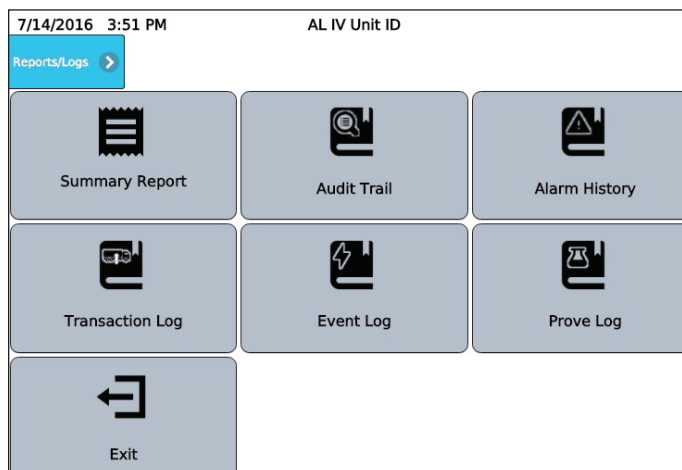 7/14/2016 3:51 PM AL IV Unit ID
Reports/Logs
Summary Report Audit Trail Alarm History
Transaction Log Event Log Prove Log
Exit